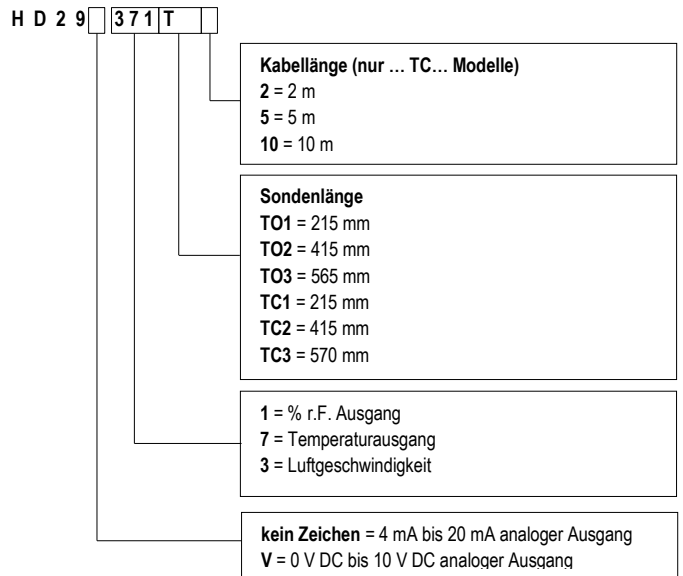 H D 2 9 3 7 1 T
Kabellänge (nur … TC… Modelle)
2 = 2 m
5 = 5 m
10 = 10 m
Sondenlänge
TO1 = 215 mm
TO2 = 415 mm
TO3 = 565 mm
TC1 = 215 mm
TC2 = 415 mm
TC3 = 570 mm
1 = % r.F. Ausgang
7 = Temperaturausgang
3 = Luftgeschwindigkeit
kein Zeichen = 4 mA bis 20 mA analoger Ausgang
V = 0 V DC bis 10 V DC analoger Ausgang